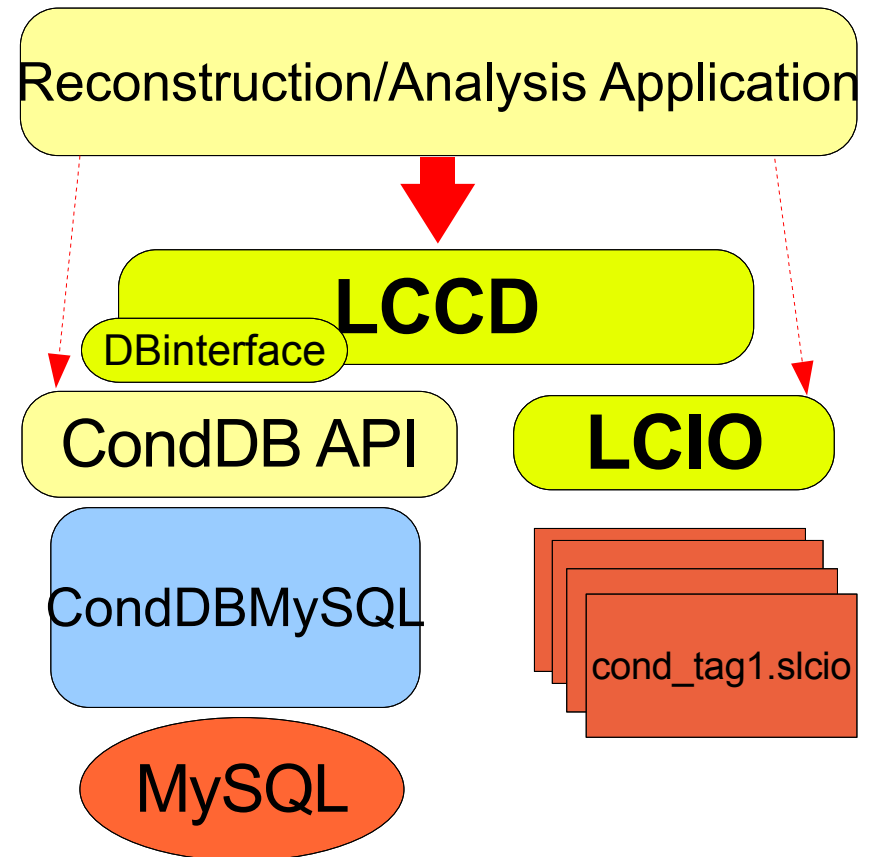 Reconstruction/Analysis Application
LCCD
DBinterface
CondDB API
LCIO
CondDBMySQL
cond_tag1.slcio
MySQL